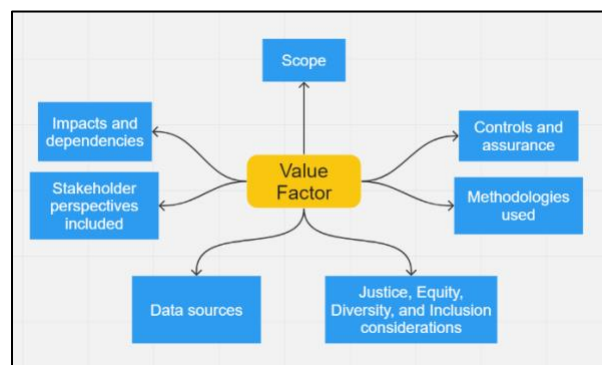 Scope
Impacts and
dependencies
Controls and
assurance
Value
Factor
Stakeholder
perspectives
included
Methodologies
used
Data sources
Justice, Equity,
Diversity, and Inclusion
considerations